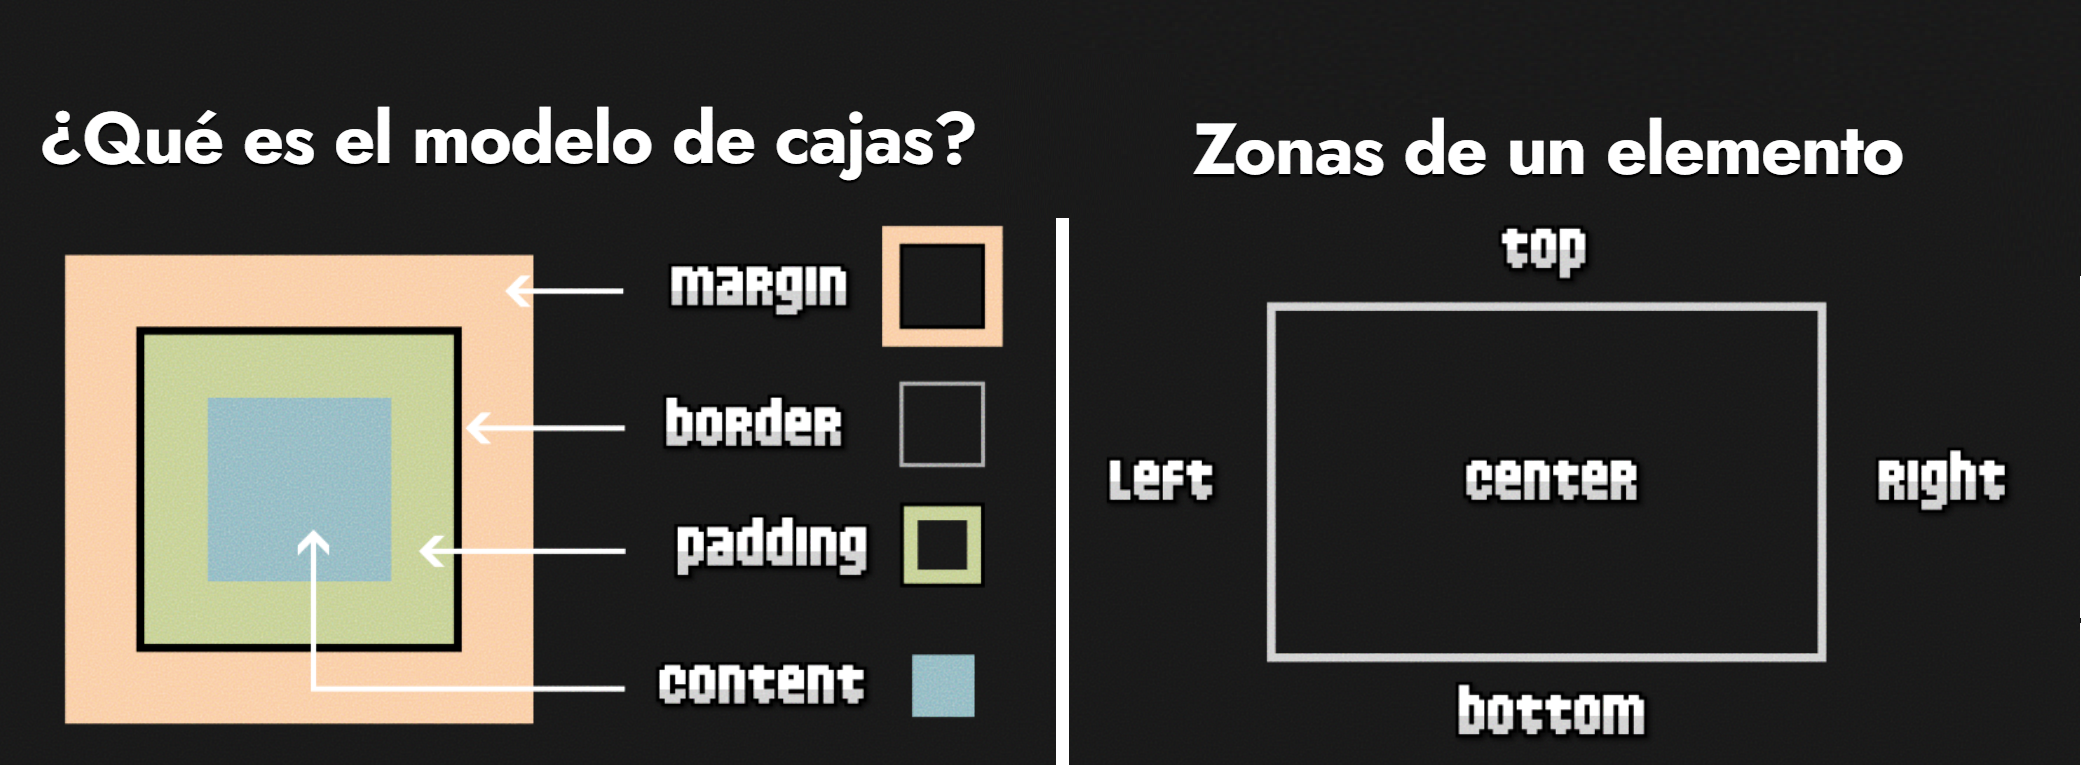 ¿Qué es el modelo de cajas?
margin
border
padding
content
Zonas de un elemento
top
Left
center
Right
bottom